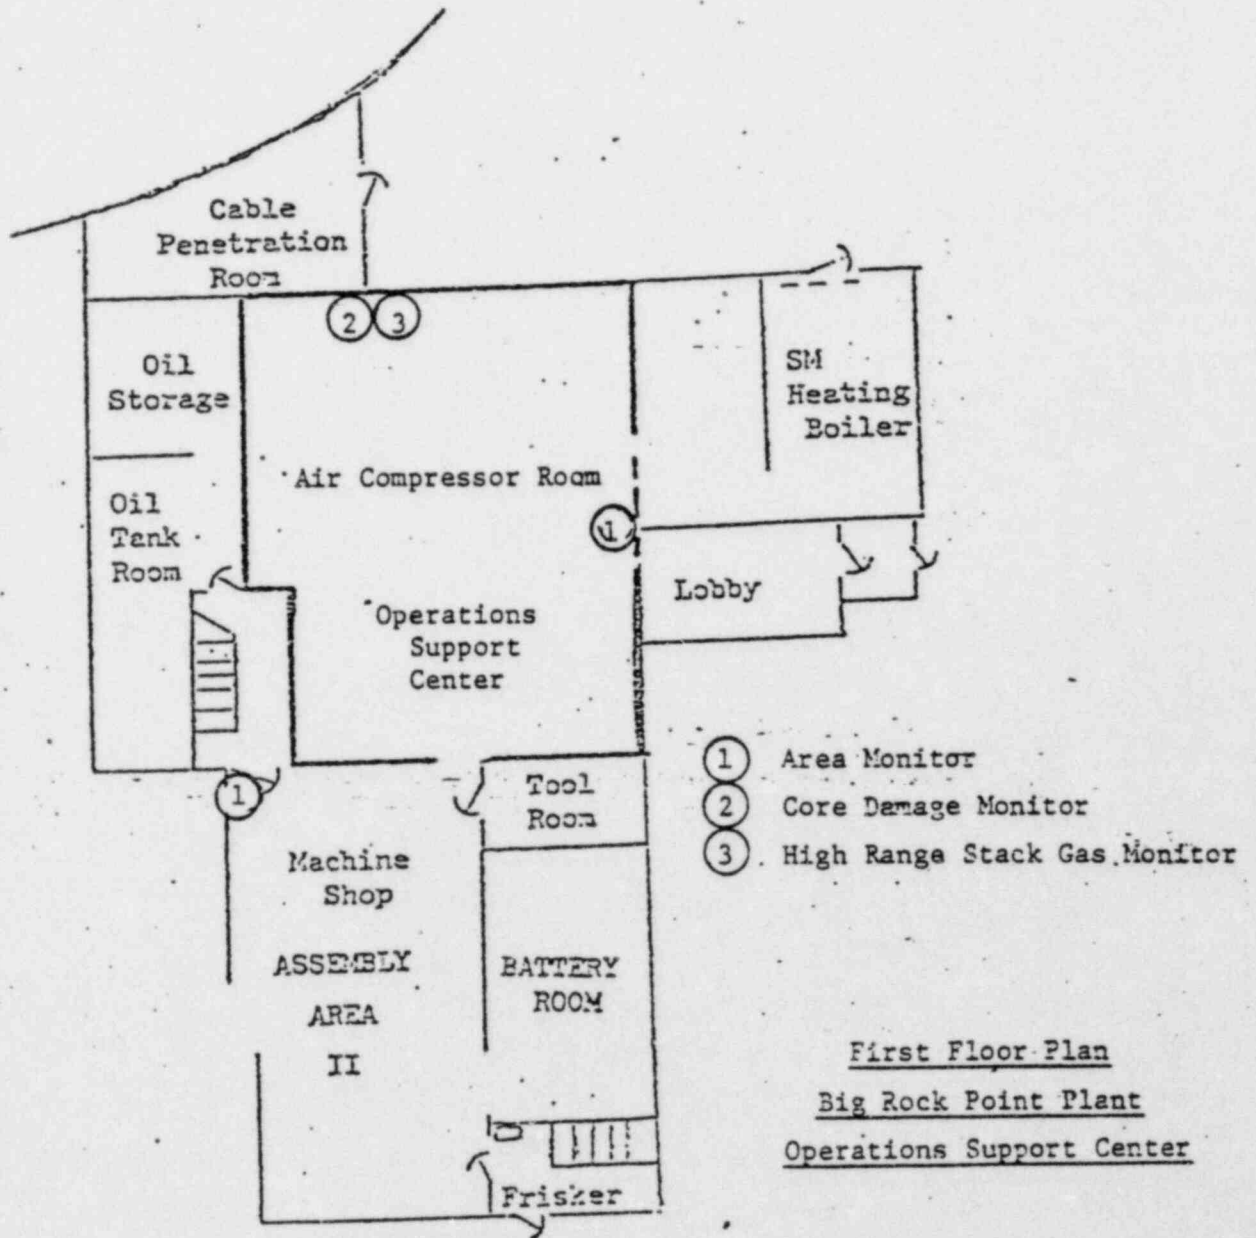 Cable
Penetration
Room
2 3
Oil
Storage
SM
Heating
Boiler
Air Compressor Room
Oil
Tank
Room
1
Lobby
Operations
Support
Center
1
Tool
Room
1 Area Monitor
2 Core Damage Monitor
3 High Range Stack Gas Monitor
Machine
Shop
ASSEMBLY
AREA
II
BATTERY
ROOM
Frisker
First Floor Plan
Big Rock Point Plant
Operations Support Center